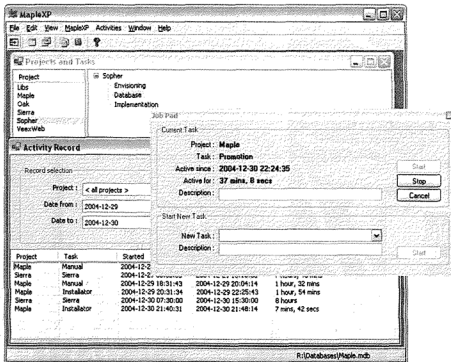 MapleXP
File Edit View MapleXP Activities Window Help
Projects and Tasks
Project
Libs
Maple
Oak
Sierra
Sopher
VeexWeb
Sopher
Envisioning
Database
Implementation
Job Pad
Current Task
Project : Maple
Task : Promotion
Active since : 2004-12-30 22:24:35
Active for : 37 mins, 8 secs
Description :
Start
Stop
Cancel
Start New Task
New Task :
Description :
Start
Activity Record
Record selection
Project : < all projects >
Date from : 2004-12-29
Date to : 2004-12-30
Project Task Started
Maple Manual 2004-12-2
Sierra Sierra
Maple Manual 2004-12-29 18:31:43 2004-12-29 20:04:14 1 hour, 32 mins
Maple Installator 2004-12-29 20:31:34 2004-12-29 22:25:43 1 hour, 54 mins
Sierra Sierra 2004-12-30 07:30:00 2004-12-30 15:30:00 8 hours
Maple Installator 2004-12-30 21:40:31 2004-12-30 21:48:14 7 mins, 42 secs
R:\Databases\Maple.mdb